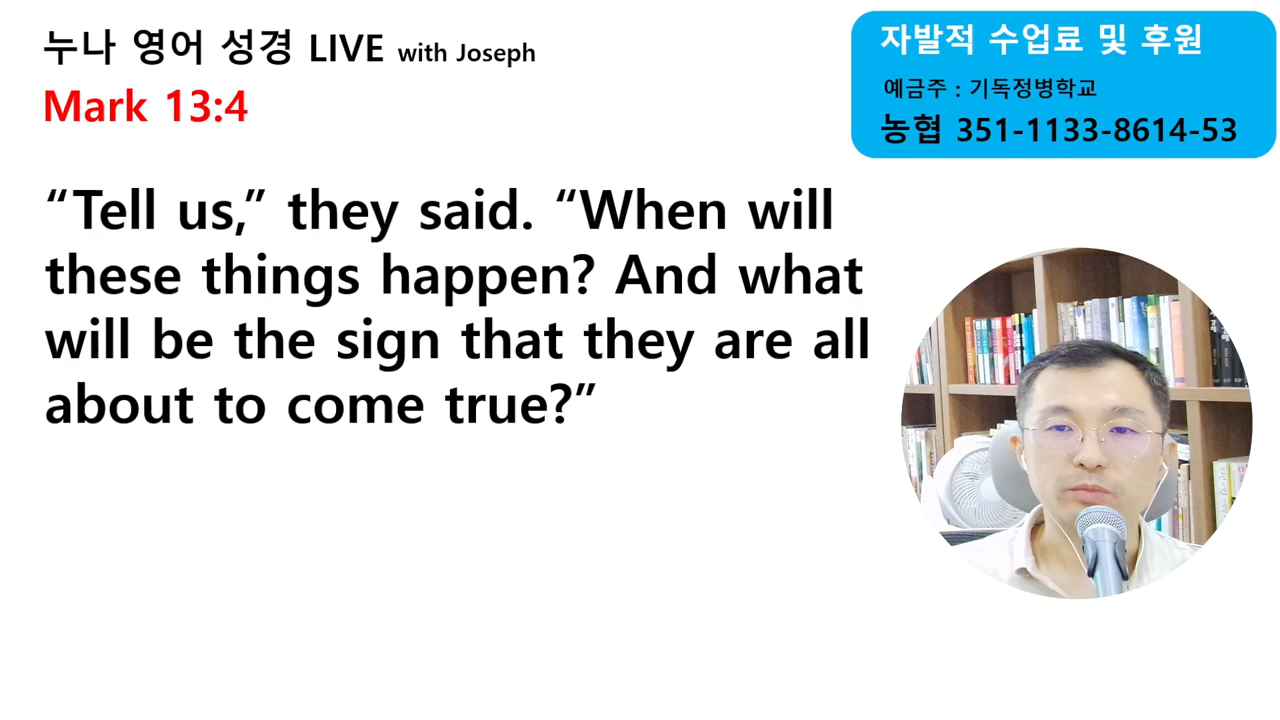 누나 영어 성경 LIVE with Joseph
Mark 13:4
자발적 수업료 및 후원
예금주 : 기독정병학교
농협 351-1133-8614-53
“Tell us,” they said. “When will
these things happen? And what
will be the sign that they are all
about to come true?”